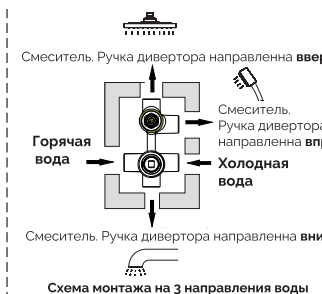 Смеситель. Ручка дивертора направленна ввер
Смеситель.
Ручка дивертора
направленна впр
Горячая
вода
Холодная
вода
Смеситель. Ручка дивертора направленна вни
Схема монтажа на 3 направления воды